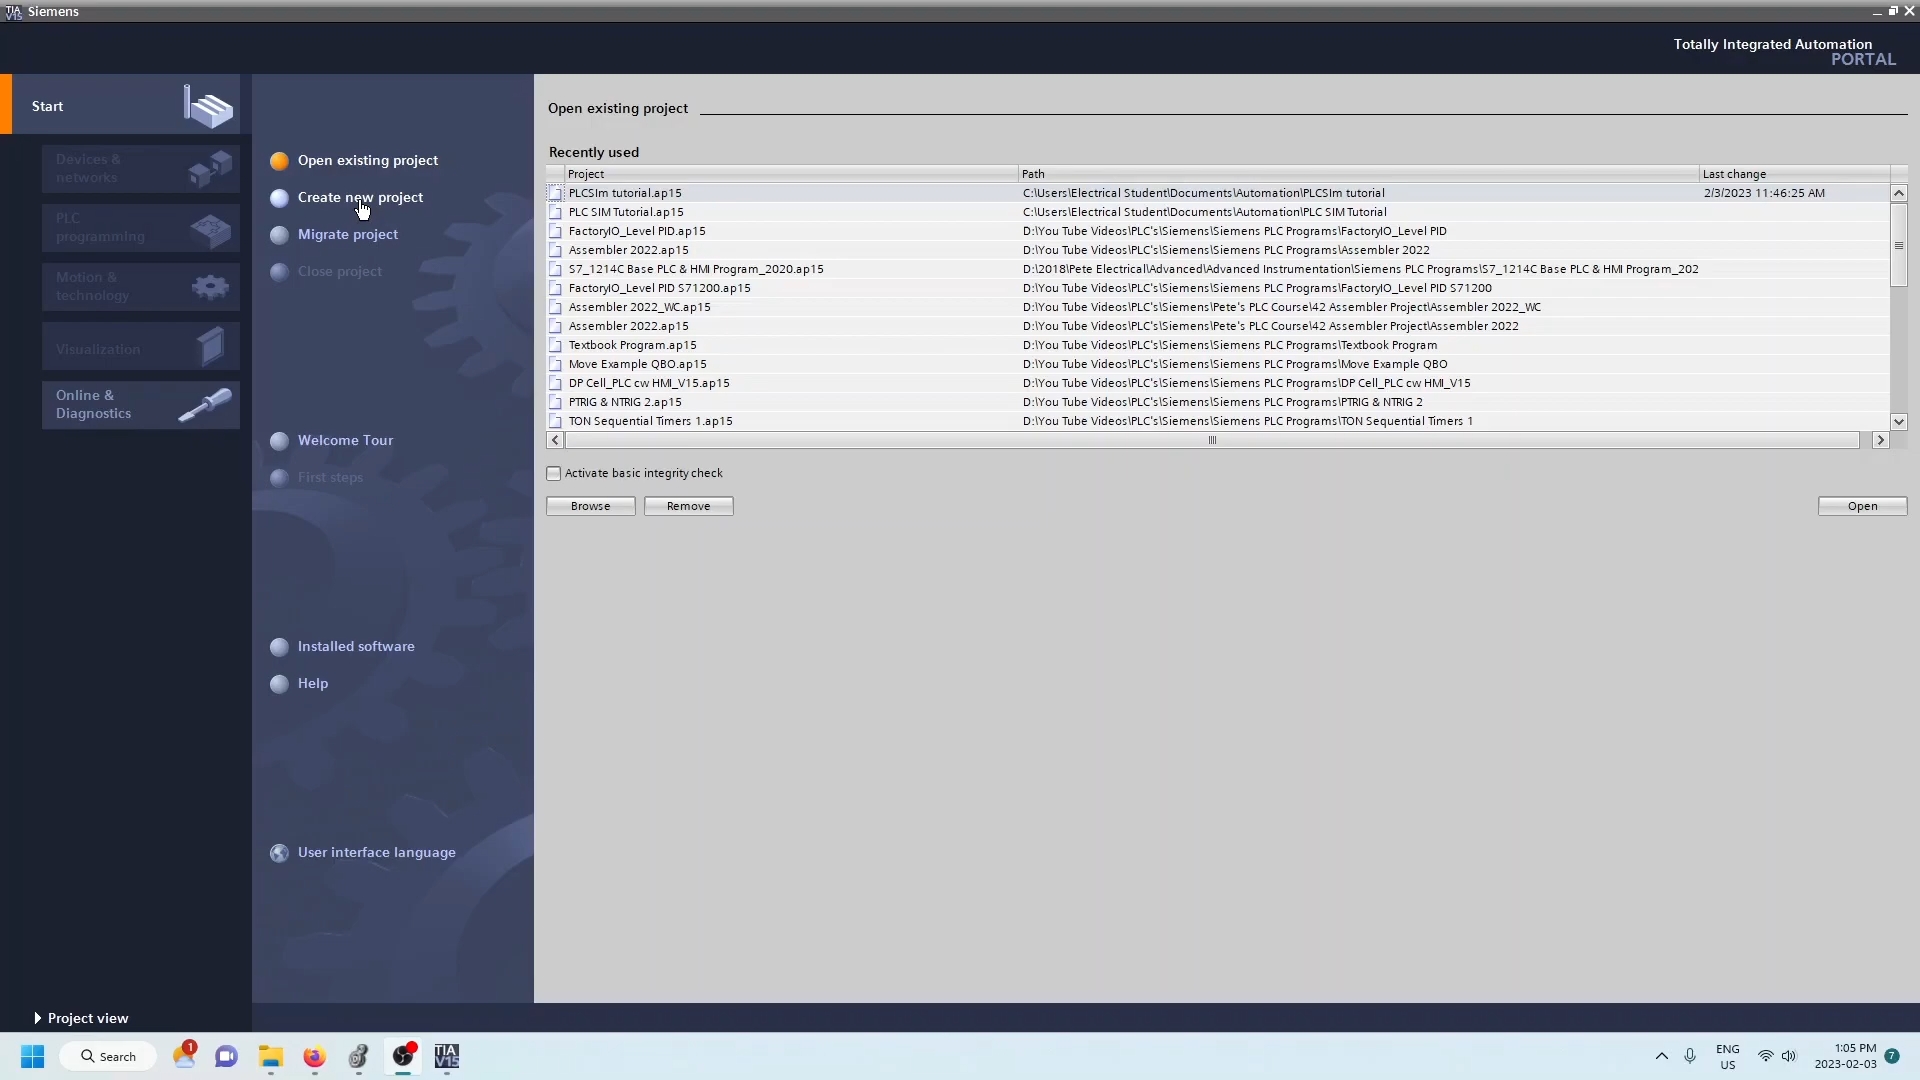 TIA V15 Siemens
Totally Integrated Automation
PORTAL
Start
Devices &
networks
PLC
programming
Motion &
technology
Visualization
Online &
Diagnostics
Open existing project
Create new project
Migrate project
Close project
Welcome Tour
First steps
Installed software
Help
User interface language
Open existing project
Recently used
Project Path Last change
PLCSIm tutorial.ap15 C:\Users\Electrical Student\Documents\Automation\PLCSIm tutorial 2/3/2023 11:46:25 AM
PLC SIM Tutorial.ap15 C:\Users\Electrical Student\Documents\Automation\PLC SIM Tutorial
FactoryIO_Level PID.ap15 D:\You Tube Videos\PLC's\Siemens\Siemens PLC Programs\FactoryIO_Level PID
Assembler 2022.ap15 D:\You Tube Videos\PLC's\Siemens\Siemens PLC Programs\Assembler 2022
S7_1214C Base PLC & HMI Program_2020.ap15 D:\2018\Pete Electrical\Advanced\Advanced Instrumentation\Siemens PLC Programs\S7_1214C Base PLC & HMI Program_202
FactoryIO_Level PID S71200.ap15 D:\You Tube Videos\PLC's\Siemens\Siemens PLC Programs\FactoryIO_Level PID S71200
Assembler 2022_WC.ap15 D:\You Tube Videos\PLC's\Siemens\Pete's PLC Course\42 Assembler Project\Assembler 2022_WC
Assembler 2022.ap15 D:\You Tube Videos\PLC's\Siemens\Pete's PLC Course\42 Assembler Project\Assembler 2022
Textbook Program.ap15 D:\You Tube Videos\PLC's\Siemens\Siemens PLC Programs\Textbook Program
Move Example QBO.ap15 D:\You Tube Videos\PLC's\Siemens\Siemens PLC Programs\Move Example QBO
DP Cell_PLC cw HMI_V15.ap15 D:\You Tube Videos\PLC's\Siemens\Siemens PLC Programs\DP Cell_PLC cw HMI_V15
PTRIG & NTRIG 2.ap15 D:\You Tube Videos\PLC's\Siemens\Siemens PLC Programs\PTRIG & NTRIG 2
TON Sequential Timers 1.ap15 D:\You Tube Videos\PLC's\Siemens\Siemens PLC Programs\TON Sequential Timers 1
Activate basic integrity check
Browse Remove Open
Project view
Search
1
TIA
V15
ENG
US
1:05 PM
2023-02-03
7